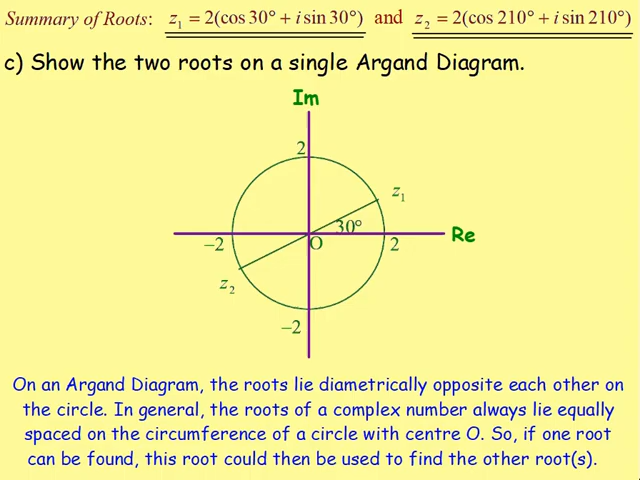 Summary of Roots: z₁ = 2(cos 30° + i sin 30°) and z₂ = 2(cos 210° + i sin 210°)
c) Show the two roots on a single Argand Diagram.
Im
2
z₁
30°
Re
–2
O
2
z₂
–2
On an Argand Diagram, the roots lie diametrically opposite each other on
the circle. In general, the roots of a complex number always lie equally
spaced on the circumference of a circle with centre O. So, if one root
can be found, this root could then be used to find the other root(s).